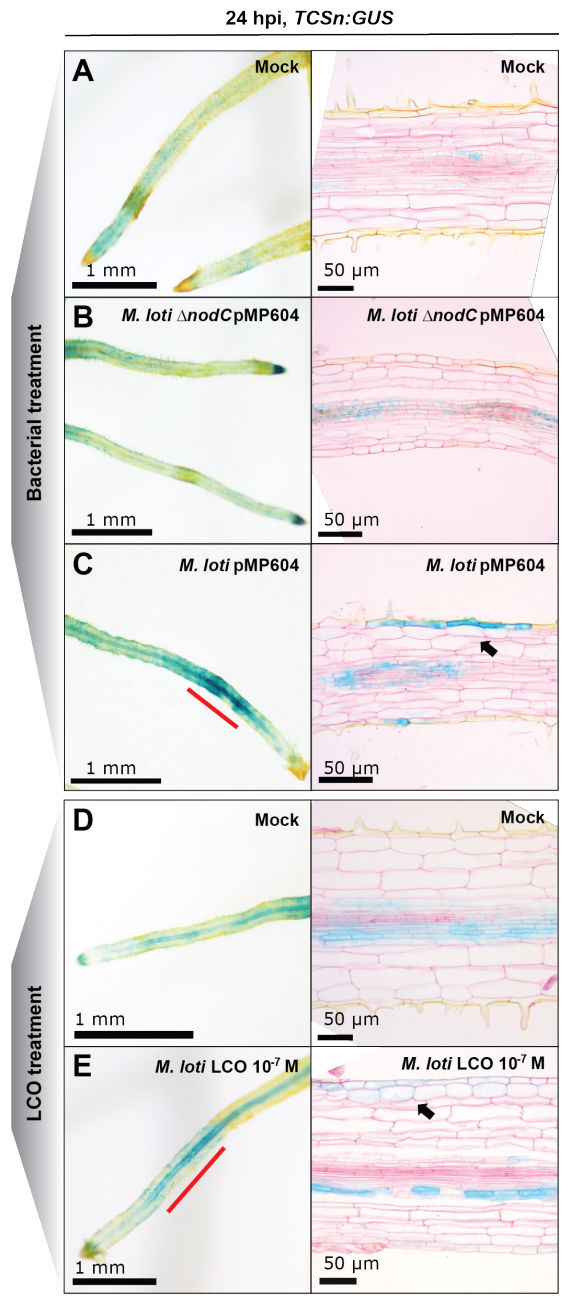 24 hpi, TCSn:GUS
Bacterial treatment
A
Mock
1 mm
Mock
50 µm
B
M. loti ΔnodC pMP604
1 mm
M. loti ΔnodC pMP604
50 µm
C
M. loti pMP604
1 mm
M. loti pMP604
50 µm
LCO treatment
D
Mock
1 mm
Mock
50 µm
E
M. loti LCO 10⁻⁷ M
1 mm
M. loti LCO 10⁻⁷ M
50 µm